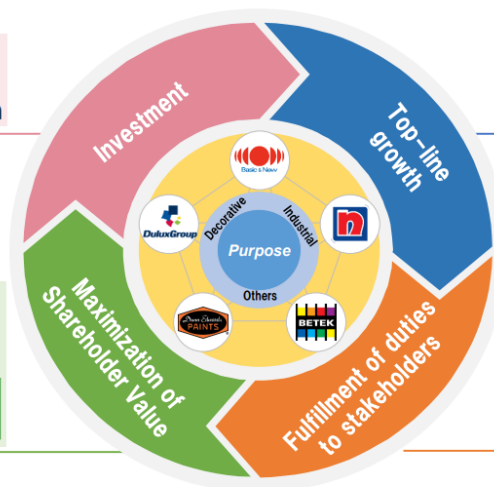 Investment
Top-line
growth
Basic & New
DuluxGroup
Decorative
Industrial
n
Purpose
Others
Dunn-Edwards
PAINTS
BETEK
Maximization of
Shareholder Value
Fulfillment of duties
to stakeholders